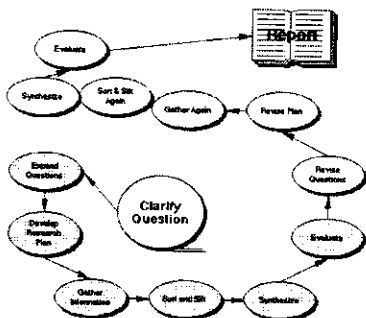 Evaluate
Report
Synthesize
Sort & Sift
Again
Gather Again
Revise Plan
Expand
Questions
Clarify
Question
Revise
Questions
Develop
Research
Plan
Evaluate
Gather
Information
Sort and Sift
Synthesize